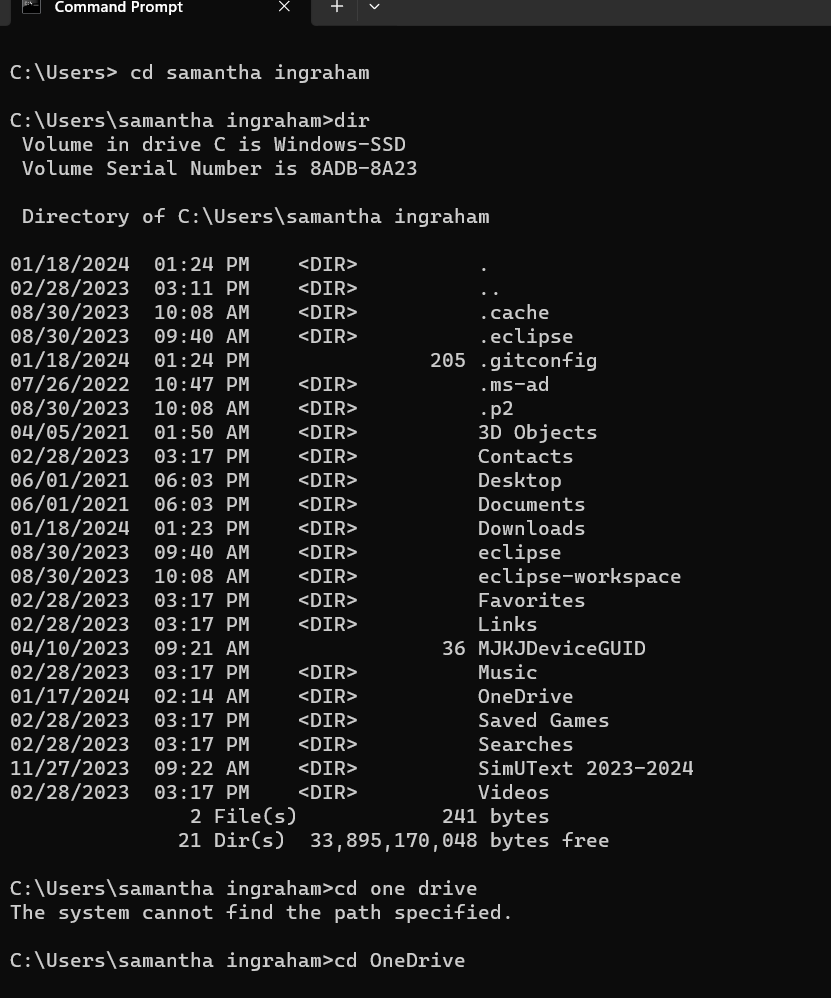 Command Prompt
C:\Users> cd samantha ingraham
C:\Users\samantha ingraham>dir
 Volume in drive C is Windows-SSD
 Volume Serial Number is 8ADB-8A23
 Directory of C:\Users\samantha ingraham
01/18/2024  01:24 PM    <DIR>          .
02/28/2023  03:11 PM    <DIR>          ..
08/30/2023  10:08 AM    <DIR>          .cache
08/30/2023  09:40 AM    <DIR>          .eclipse
01/18/2024  01:24 PM               205 .gitconfig
07/26/2022  10:47 PM    <DIR>          .ms-ad
08/30/2023  10:08 AM    <DIR>          .p2
04/05/2021  01:50 AM    <DIR>          3D Objects
02/28/2023  03:17 PM    <DIR>          Contacts
06/01/2021  06:03 PM    <DIR>          Desktop
06/01/2021  06:03 PM    <DIR>          Documents
01/18/2024  01:23 PM    <DIR>          Downloads
08/30/2023  09:40 AM    <DIR>          eclipse
08/30/2023  10:08 AM    <DIR>          eclipse-workspace
02/28/2023  03:17 PM    <DIR>          Favorites
02/28/2023  03:17 PM    <DIR>          Links
04/10/2023  09:21 AM                36 MJKJDeviceGUID
02/28/2023  03:17 PM    <DIR>          Music
01/17/2024  02:14 AM    <DIR>          OneDrive
02/28/2023  03:17 PM    <DIR>          Saved Games
02/28/2023  03:17 PM    <DIR>          Searches
11/27/2023  09:22 AM    <DIR>          SimUText 2023-2024
02/28/2023  03:17 PM    <DIR>          Videos
               2 File(s)            241 bytes
              21 Dir(s)  33,895,170,048 bytes free
C:\Users\samantha ingraham>cd one drive
The system cannot find the path specified.
C:\Users\samantha ingraham>cd OneDrive